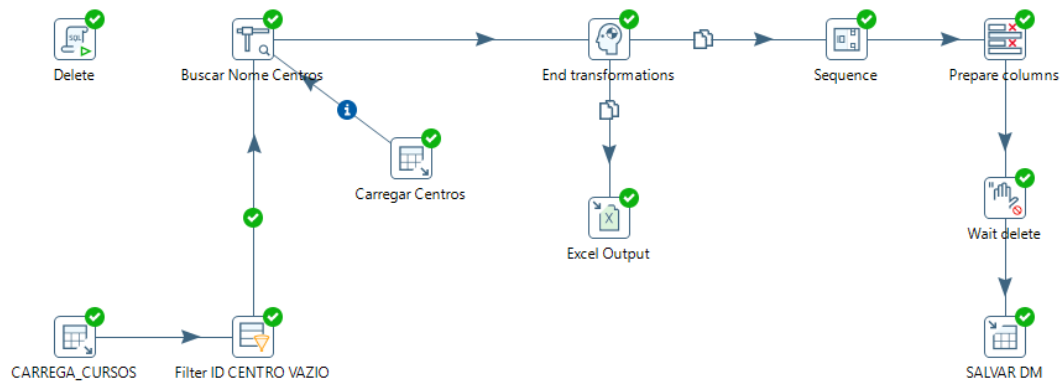 Delete
Buscar Nome Centros
End transformations
Sequence
Prepare columns
Carregar Centros
Wait delete
Excel Output
CARREGA_CURSOS
Filter ID CENTRO VAZIO
SALVAR DM